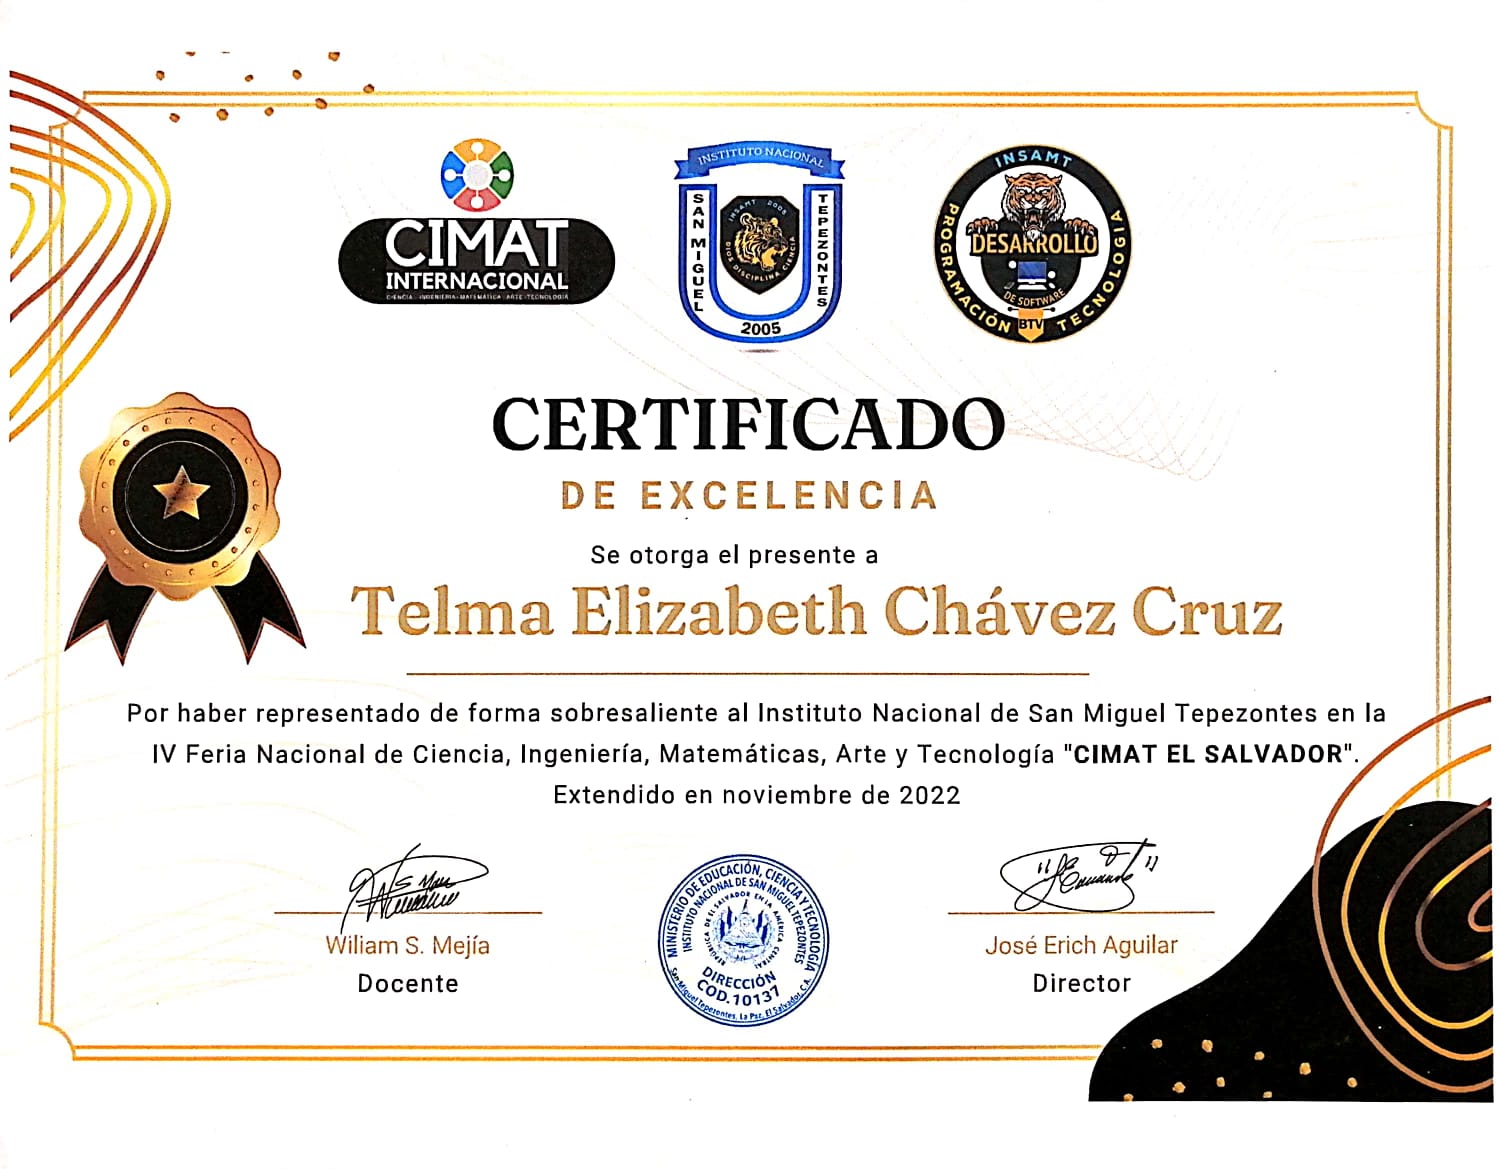 CIMAT
INTERNACIONAL
CIENCIA - INGENIERIA - MATEMÁTICA - ARTE - TECNOLOGÍA
INSTITUTO NACIONAL
SAN MIGUEL
TEPEZONTES
INSAMT 2005
DIOS DISCIPLINA CIENCIA
2005
INSAMT
PROGRAMACIÓN
TECNOLOGIA
DESARROLLO
DE SOFTWARE
BTV
CERTIFICADO
DE EXCELENCIA
Se otorga el presente a
Telma Elizabeth Chávez Cruz
Por haber representado de forma sobresaliente al Instituto Nacional de San Miguel Tepezontes en la
IV Feria Nacional de Ciencia, Ingeniería, Matemáticas, Arte y Tecnología "CIMAT EL SALVADOR".
Extendido en noviembre de 2022
Wiliam S. Mejía
Docente
MINISTERIO DE EDUCACIÓN, CIENCIA Y TECNOLOGÍA
INSTITUTO NACIONAL DE SAN MIGUEL TEPEZONTES
REPÚBLICA DE EL SALVADOR EN LA AMÉRICA CENTRAL
DIRECCIÓN
COD. 10137
San Miguel Tepezontes, La Paz, El Salvador, C.A.
José Erich Aguilar
Director